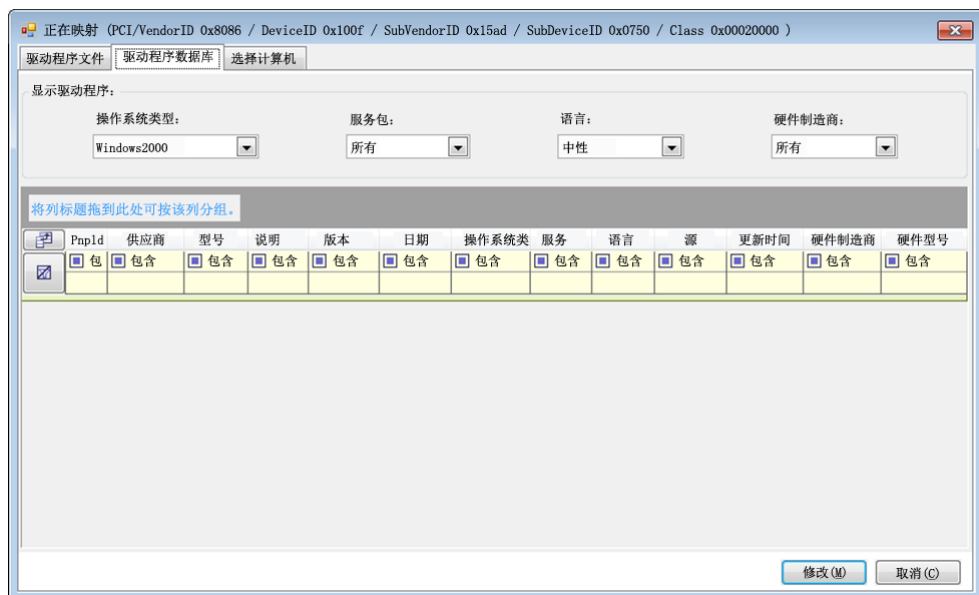 正在映射 (PCI/VendorID 0x8086 / DeviceID 0x100f / SubVendorID 0x15ad / SubDeviceID 0x0750 / Class 0x00020000 )
驱动程序文件 驱动程序数据库 选择计算机
显示驱动程序:
操作系统类型: 服务包: 语言: 硬件制造商:
Windows2000 所有 中性 所有
将列标题拖到此处可按该列分组。
PnpId 供应商 型号 说明 版本 日期 操作系统类 服务 语言 源 更新时间 硬件制造商 硬件型号
包 包含 包含 包含 包含 包含 包含 包含 包含 包含 包含 包含 包含
修改(M) 取消(C)